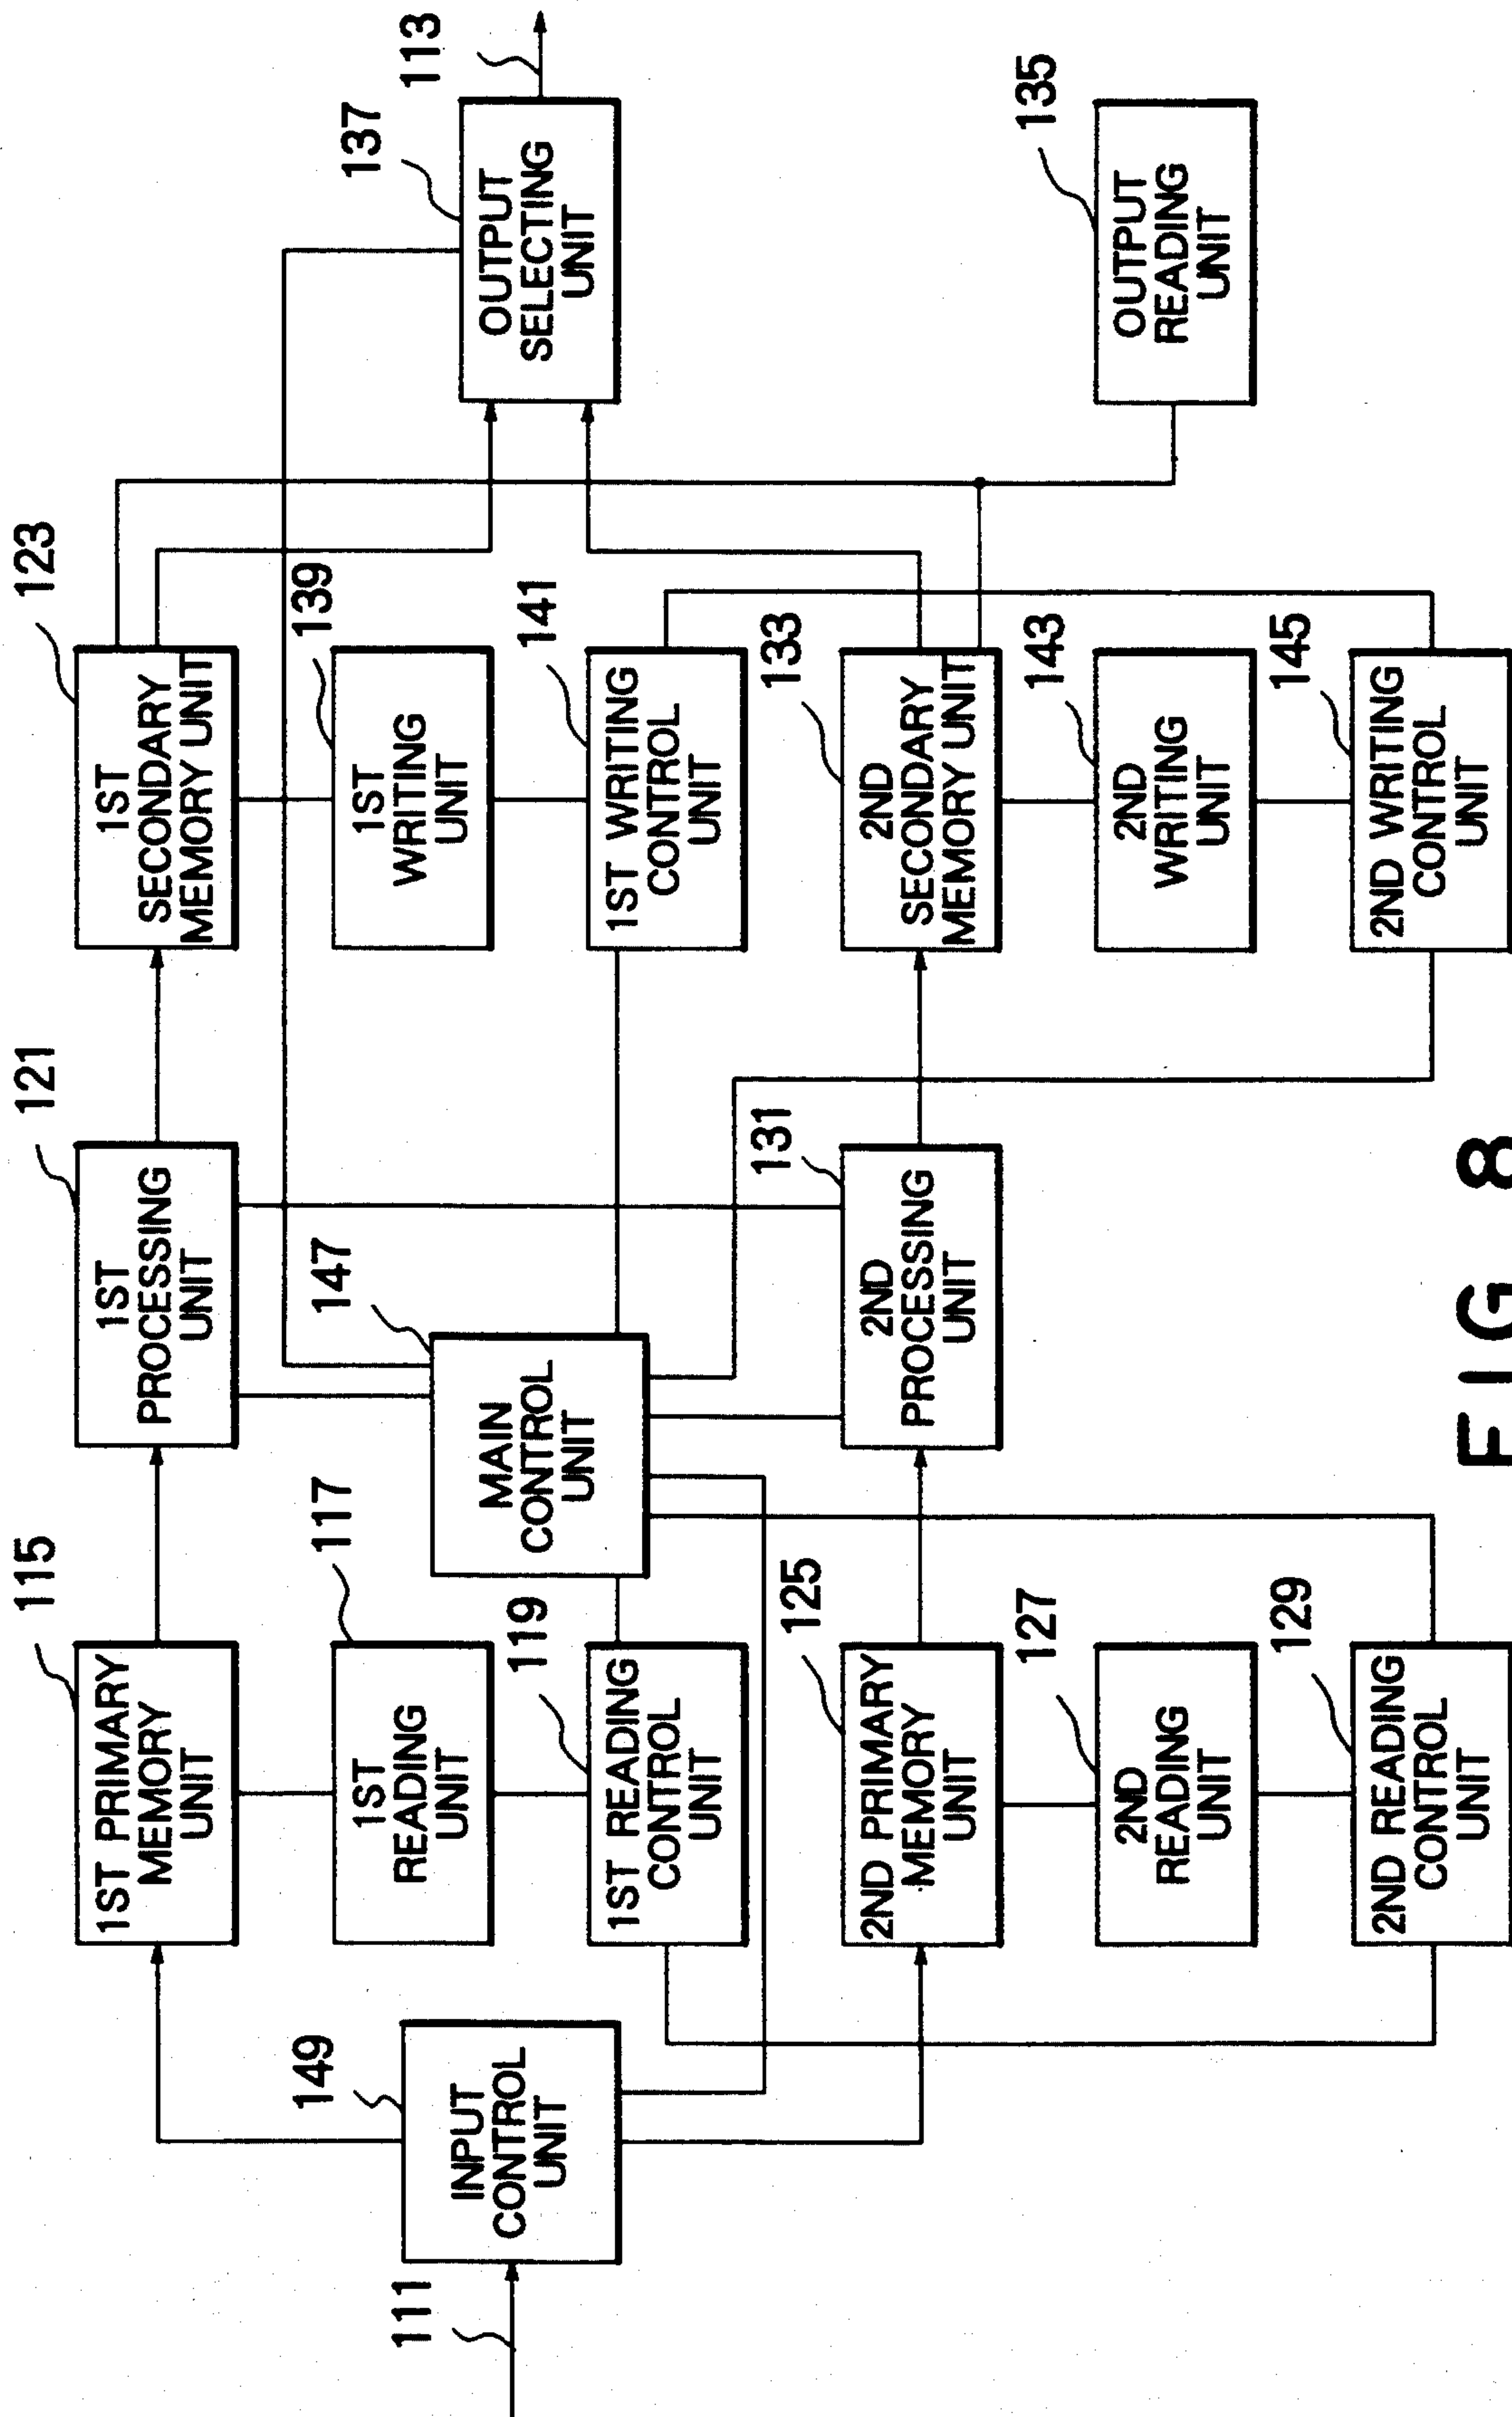 123
1ST
SECONDARY
MEMORY UNIT
139
1ST
WRITING
UNIT
141
1ST WRITING
CONTROL
UNIT
133
2ND
SECONDARY
MEMORY UNIT
143
2ND
WRITING
UNIT
145
2ND WRITING
CONTROL
UNIT
113
137
OUTPUT
SELECTING
UNIT
135
OUTPUT
READING
UNIT
121
1ST
PROCESSING
UNIT
147
MAIN
CONTROL
UNIT
131
2ND
PROCESSING
UNIT
115
1ST PRIMARY
MEMORY
UNIT
117
1ST
READING
UNIT
119
1ST READING
CONTROL
UNIT
125
2ND PRIMARY
MEMORY
UNIT
127
2ND
READING
UNIT
129
2ND READING
CONTROL
UNIT
149
INPUT
CONTROL
UNIT
111
FIG 8